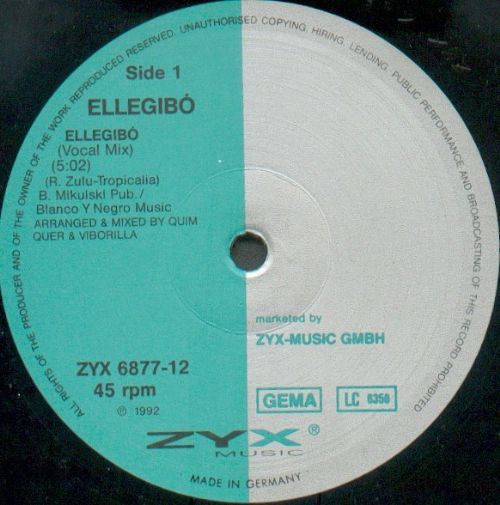 ALL RIGHTS OF THE PRODUCER AND OF THE OWNER OF THE WORK REPRODUCED RESERVED. UNAUTHORISED COPYING, HIRING, LENDING, PUBLIC PERFORMANCE AND BROADCASTING OF THIS RECORD PROHIBITED
Side 1
ELLEGIBÓ
ELLEGIBÓ
(Vocal Mix)
(5:02)
(R. Zulu-Tropicalia)
B. Mikulski Pub./
Blanco Y Negro Music
ARRANGED & MIXED BY QUIM
QUER & VIBORILLA
marketed by
ZYX-MUSIC GMBH
ZYX 6877-12
45 rpm
℗ 1992
GEMA
LC 6350
ZYX ®
MUSIC
MADE IN GERMANY